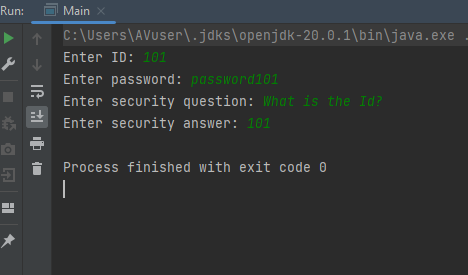 Run: Main
C:\Users\AVuser\.jdks\openjdk-20.0.1\bin\java.exe .
Enter ID: 101
Enter password: password101
Enter security question: What is the Id?
Enter security answer: 101
Process finished with exit code 0